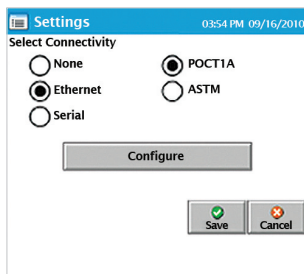 Settings 03:54 PM 09/16/2010
Select Connectivity
None POCT1A
Ethernet ASTM
Serial
Configure
Save Cancel